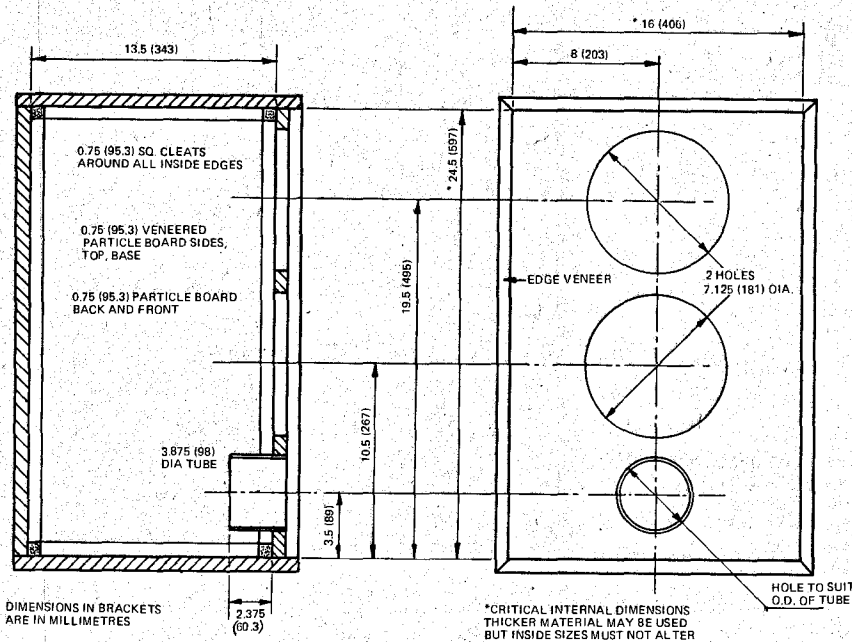 * 16 (406)
13.5 (343)
8 (203)
0.75 (95.3) SQ. CLEATS
AROUND ALL INSIDE EDGES
* 24.5 (597)
0.75 (95.3) VENEERED
PARTICLE BOARD SIDES,
TOP, BASE
EDGE VENEER
2 HOLES
7.125 (181) DIA.
0.75 (95.3) PARTICLE BOARD
BACK AND FRONT
19.5 (495)
3.875 (98)
DIA TUBE
10.5 (267)
3.5 (89)
HOLE TO SUIT
O.D. OF TUBE
DIMENSIONS IN BRACKETS
ARE IN MILLIMETRES
2.375
(60.3)
*CRITICAL INTERNAL DIMENSIONS
THICKER MATERIAL MAY BE USED
BUT INSIDE SIZES MUST NOT ALTER